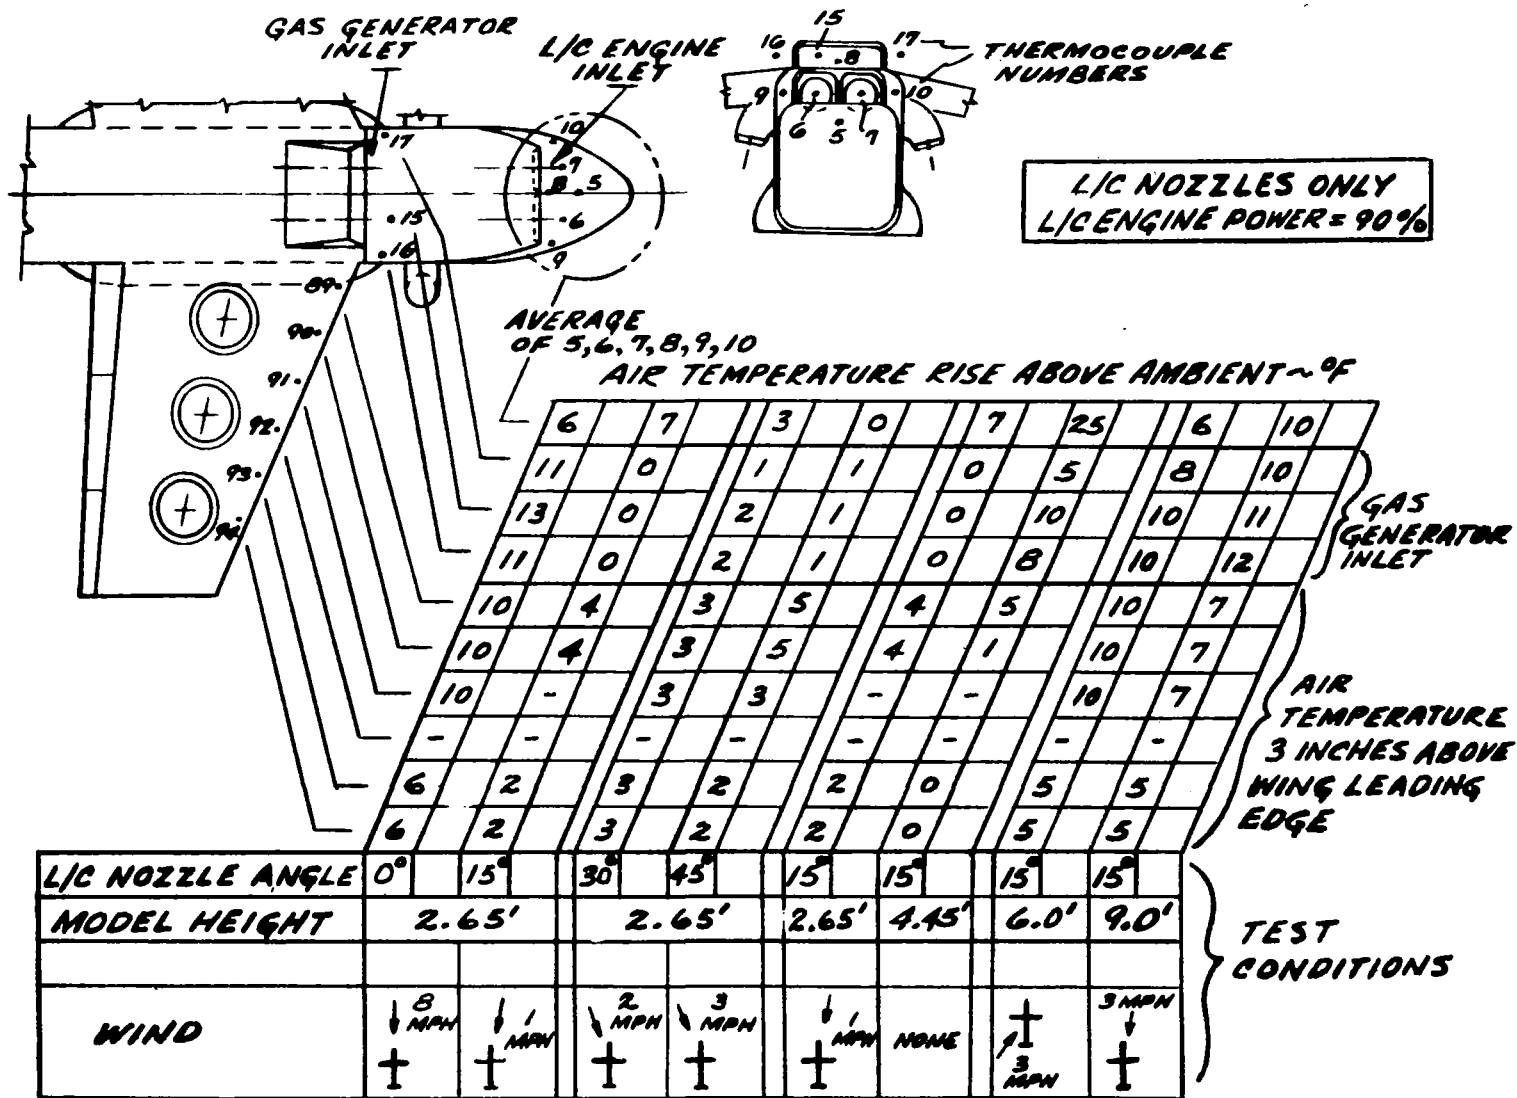 GAS GENERATOR
INLET
L/C ENGINE
INLET
15
16
8
17
THERMOCOUPLE
NUMBERS
9
10
6
5
7
17
10
7
8
5
15
6
16
9
89
90
91
92
93
94
L/C NOZZLES ONLY
L/C ENGINE POWER = 90%
AVERAGE
OF 5, 6, 7, 8, 9, 10
AIR TEMPERATURE RISE ABOVE AMBIENT ~ °F
6 7 3 0 7 25 6 10
11 0 1 1 0 5 8 10
13 0 2 1 0 10 10 11
11 0 2 1 0 8 10 12
10 4 3 5 4 5 10 7
10 4 3 5 4 1 10 7
10 - 3 3 - - 10 7
- - - - - - - -
6 2 3 2 2 0 5 5
6 2 3 2 2 0 5 5
GAS
GENERATOR
INLET
AIR
TEMPERATURE
3 INCHES ABOVE
WING LEADING
EDGE
L/C NOZZLE ANGLE 0° 15° 30° 45° 15° 15° 15° 15°
MODEL HEIGHT 2.65' 2.65' 2.65' 4.45' 6.0' 9.0'
WIND
8
MPH
1
MPH
2
MPH
3
MPH
1
MPH
NONE
3
MPH
3 MPH
TEST
CONDITIONS